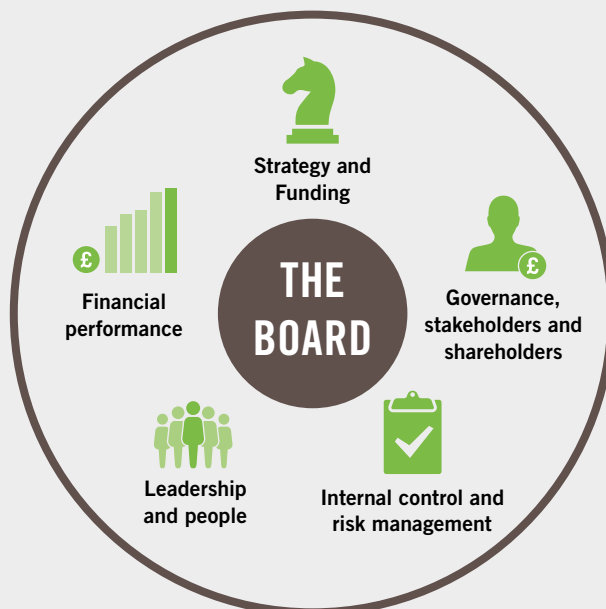 Strategy and
Funding
£
Financial
performance
THE
BOARD
£
Governance,
stakeholders and
shareholders
Leadership
and people
Internal control and
risk management